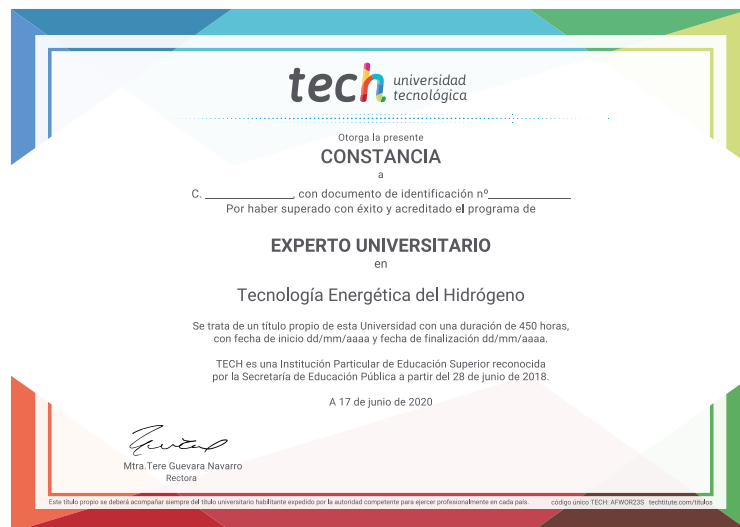 tech universidad
tecnológica
Otorga la presente
CONSTANCIA
a
C. ______________, con documento de identificación nº______________
Por haber superado con éxito y acreditado el programa de
EXPERTO UNIVERSITARIO
en
Tecnología Energética del Hidrógeno
Se trata de un título propio de esta Universidad con una duración de 450 horas,
con fecha de inicio dd/mm/aaaa y fecha de finalización dd/mm/aaaa.
TECH es una Institución Particular de Educación Superior reconocida
por la Secretaría de Educación Pública a partir del 28 de junio de 2018.
A 17 de junio de 2020
Mtra.Tere Guevara Navarro
Rectora
Este título propio se deberá acompañar siempre del título universitario habilitante expedido por la autoridad competente para ejercer profesionalmente en cada país. código único TECH: AFWOR23S techtitute.com/titulos